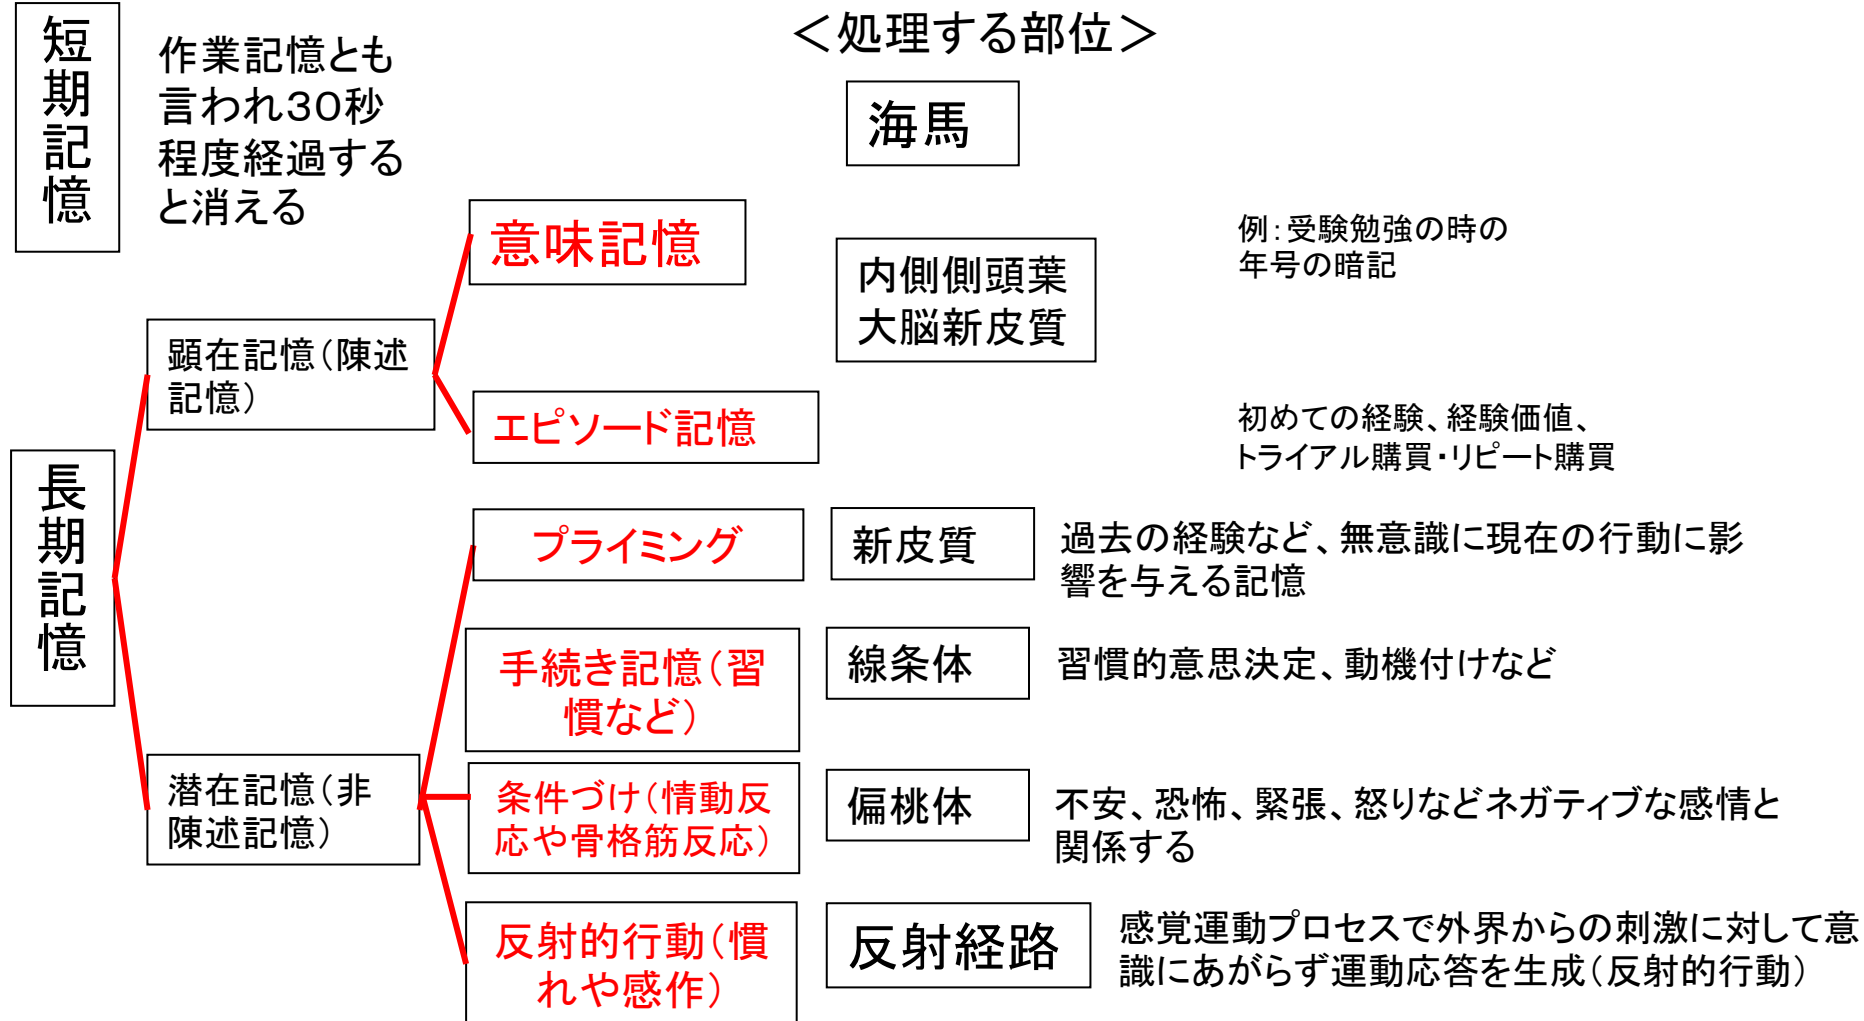 ＜処理する部位＞
短期記憶
作業記憶とも
言われ30秒
程度経過する
と消える
海馬
意味記憶
内側側頭葉
大脳新皮質
例：受験勉強の時の
年号の暗記
顕在記憶（陳述
記憶）
エピソード記憶
初めての経験、経験価値、
トライアル購買・リピート購買
長期記憶
プライミング
新皮質
過去の経験など、無意識に現在の行動に影
響を与える記憶
手続き記憶（習
慣など）
線条体
習慣的意思決定、動機付けなど
潜在記憶（非
陳述記憶）
条件づけ（情動反
応や骨格筋反応）
偏桃体
不安、恐怖、緊張、怒りなどネガティブな感情と
関係する
反射的行動（慣
れや感作）
反射経路
感覚運動プロセスで外界からの刺激に対して意
識にあがらず運動応答を生成（反射的行動）